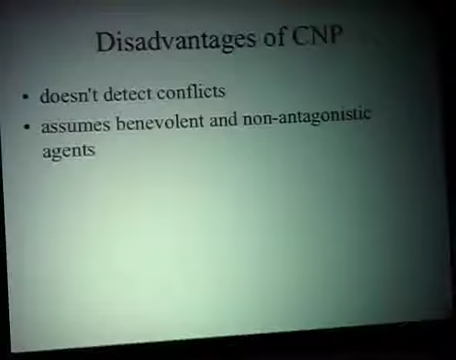 Disadvantages of CNP
• doesn't detect conflicts
• assumes benevolent and non-antagonistic
agents